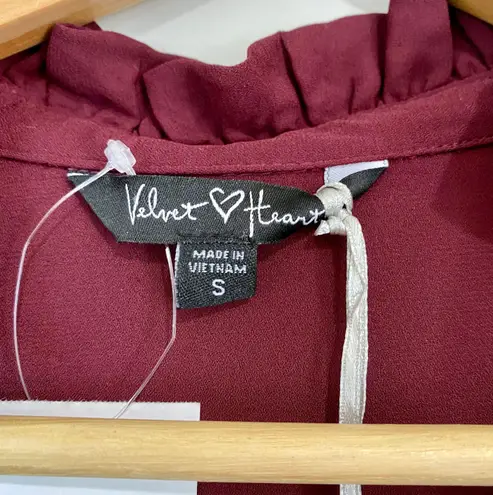 Velvet ♡ Heart
MADE IN
VIETNAM
S